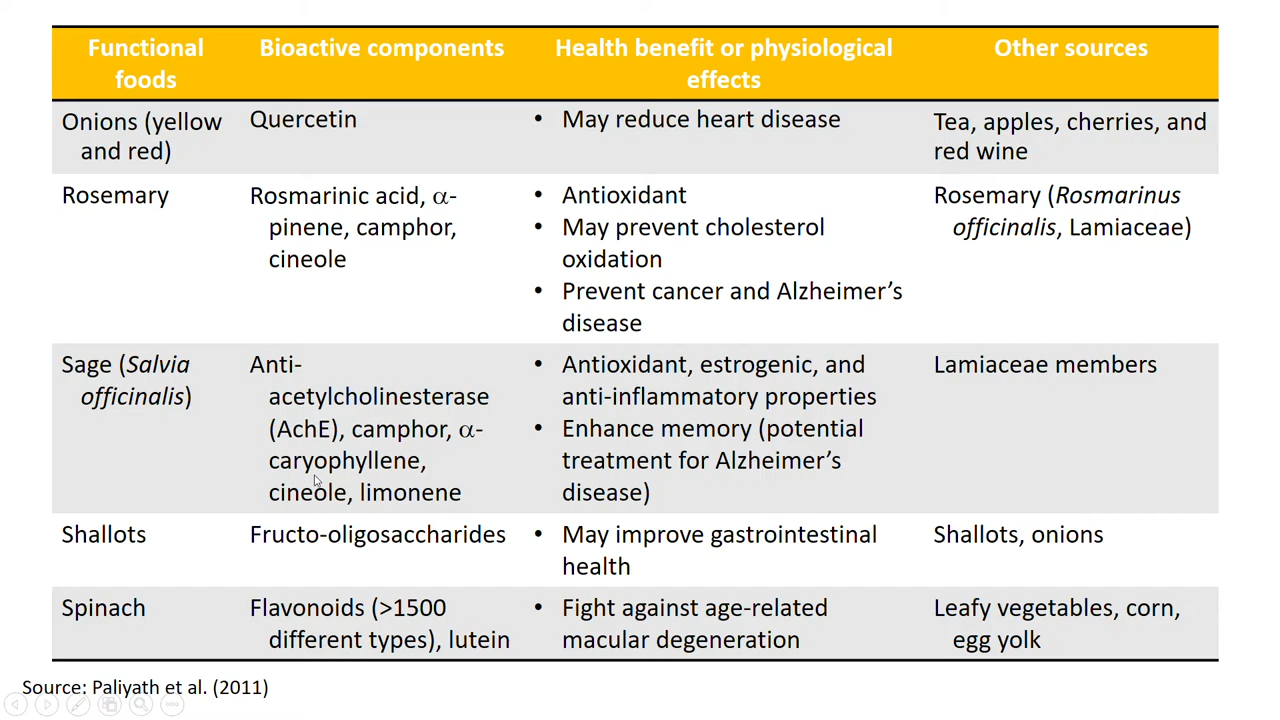 Functional foods
Bioactive components
Health benefit or physiological effects
Other sources
Onions (yellow and red)
Quercetin
• May reduce heart disease
Tea, apples, cherries, and red wine
Rosemary
Rosmarinic acid, α-
pinene, camphor,
cineole
• Antioxidant
• May prevent cholesterol
oxidation
• Prevent cancer and Alzheimer’s
disease
Rosemary (Rosmarinus
officinalis, Lamiaceae)
Sage (Salvia
officinalis)
Anti-
acetylcholinesterase
(AchE), camphor, α-
caryophyllene,
cineole, limonene
• Antioxidant, estrogenic, and
anti-inflammatory properties
• Enhance memory (potential
treatment for Alzheimer’s
disease)
Lamiaceae members
Shallots
Fructo-oligosaccharides
• May improve gastrointestinal
health
Shallots, onions
Spinach
Flavonoids (>1500
different types), lutein
• Fight against age-related
macular degeneration
Leafy vegetables, corn,
egg yolk
Source: Paliyath et al. (2011)